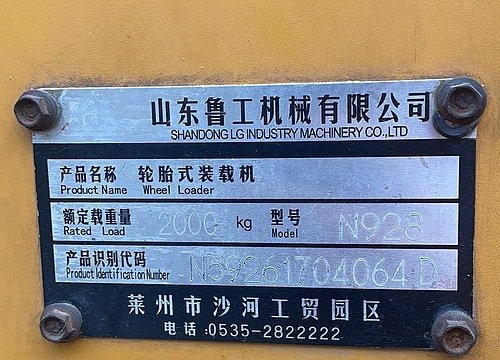 山东鲁工机械有限公司
SHANDONG LG INDUSTRY MACHINERY CO.,LTD
产品名称 轮胎式装载机
Product Name Wheel Loader
额定载重量 2000 kg 型号 N928
Rated Load Model
产品识别代码 N59261704064D
Product Identification Number
莱州市沙河工贸园区
电话:0535-2822222